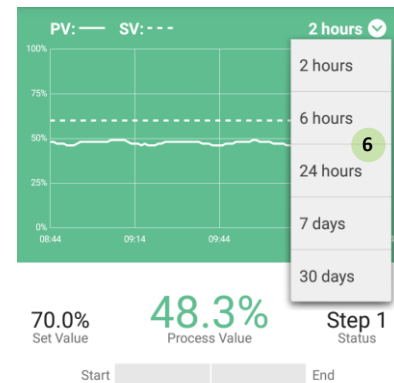 PV: SV: 2 hours
100%
75%
50%
25%
0%
08:44 09:14 09:44
2 hours
6 hours
6
24 hours
7 days
30 days
70.0% 48.3% Step 1
Set Value Process Value Status
Start End